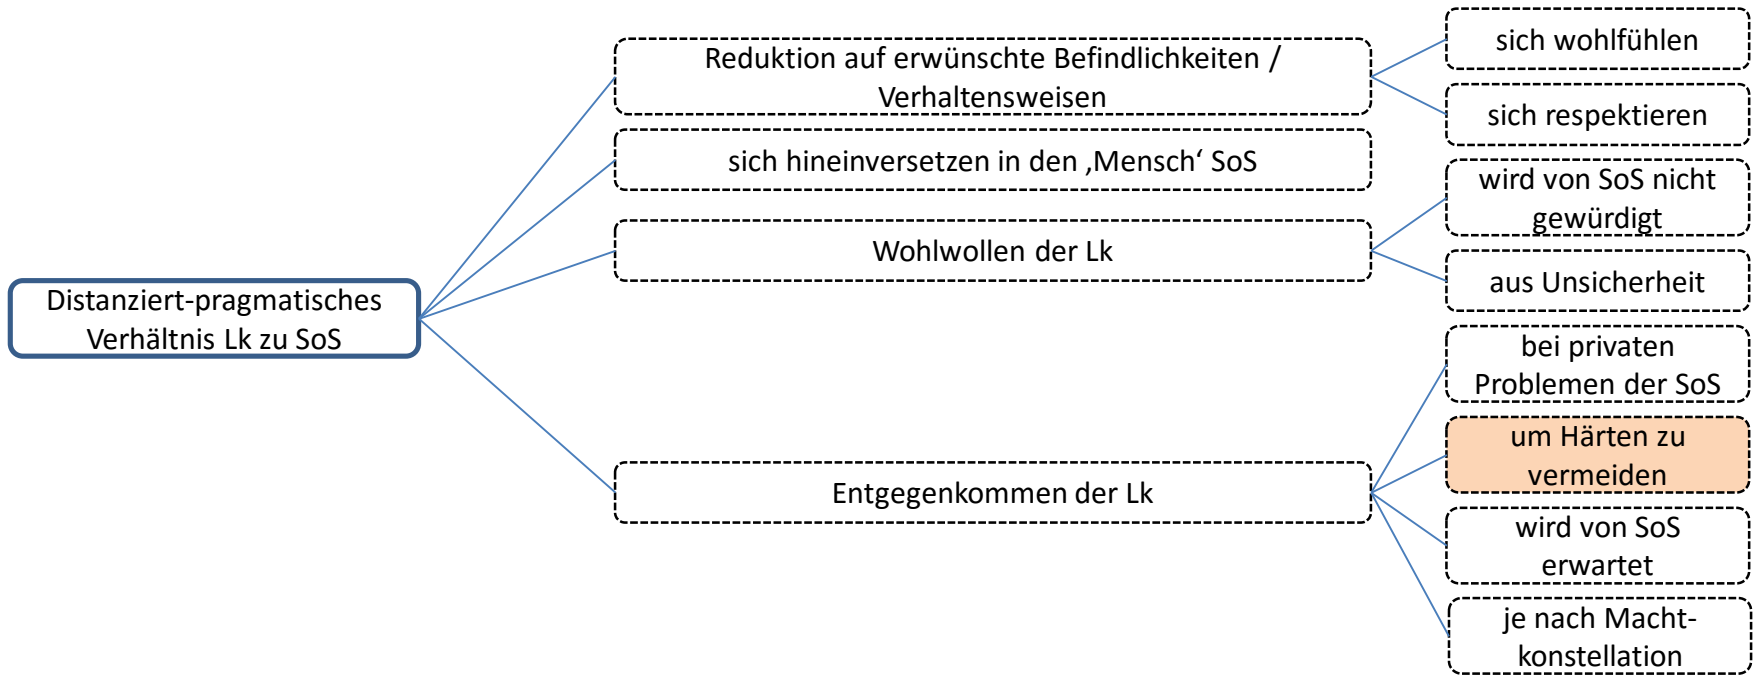 Distanziert-pragmatisches
Verhältnis Lk zu SoS
Reduktion auf erwünschte Befindlichkeiten /
Verhaltensweisen
sich wohlfühlen
sich respektieren
sich hineinversetzen in den ‚Mensch‘ SoS
Wohlwollen der Lk
wird von SoS nicht
gewürdigt
aus Unsicherheit
Entgegenkommen der Lk
bei privaten
Problemen der SoS
um Härten zu
vermeiden
wird von SoS
erwartet
je nach Macht-
konstellation